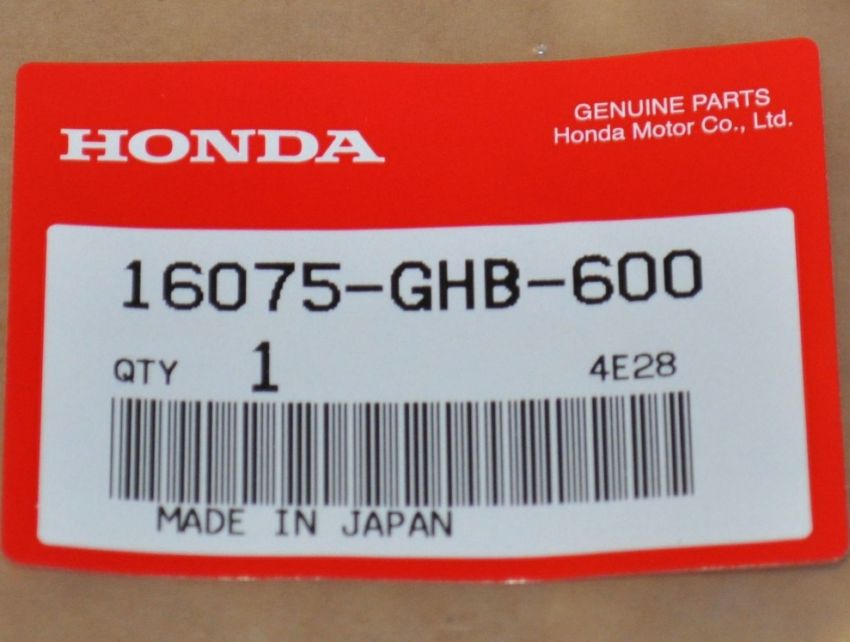 HONDA
GENUINE PARTS
Honda Motor Co., Ltd.
16075-GHB-600
QTY 1 4E28
MADE IN JAPAN